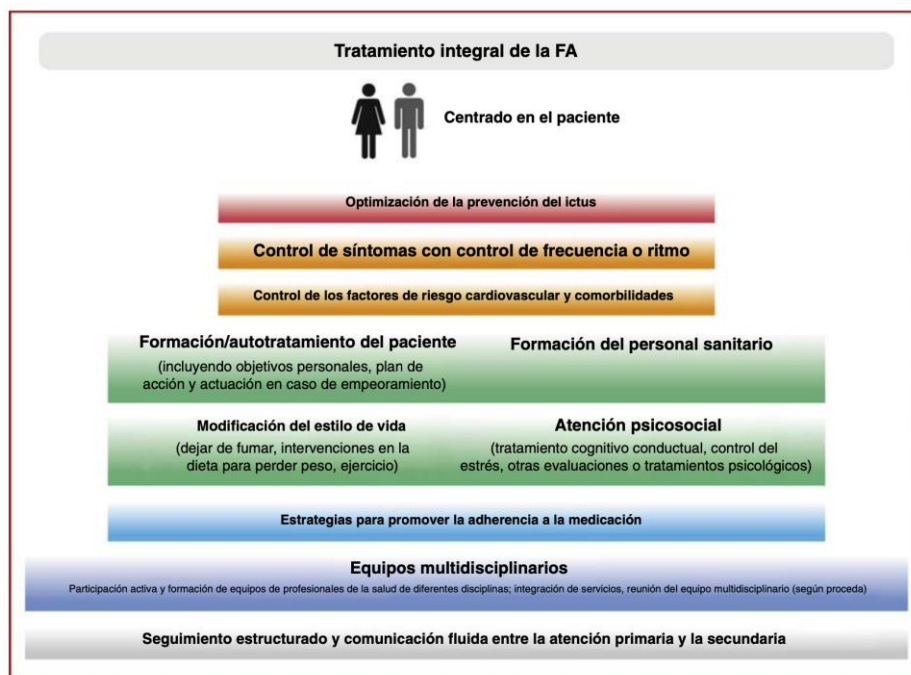 Tratamiento integral de la FA
Centrado en el paciente
Optimización de la prevención del ictus
Control de síntomas con control de frecuencia o ritmo
Control de los factores de riesgo cardiovascular y comorbilidades
Formación/autotratamiento del paciente
(incluyendo objetivos personales, plan de
acción y actuación en caso de empeoramiento)
Formación del personal sanitario
Modificación del estilo de vida
(dejar de fumar, intervenciones en la
dieta para perder peso, ejercicio)
Atención psicosocial
(tratamiento cognitivo conductual, control del
estrés, otras evaluaciones o tratamientos psicológicos)
Estrategias para promover la adherencia a la medicación
Equipos multidisciplinarios
Participación activa y formación de equipos de profesionales de la salud de diferentes disciplinas; integración de servicios, reunión del equipo multidisciplinario (según proceda)
Seguimiento estructurado y comunicación fluida entre la atención primaria y la secundaria